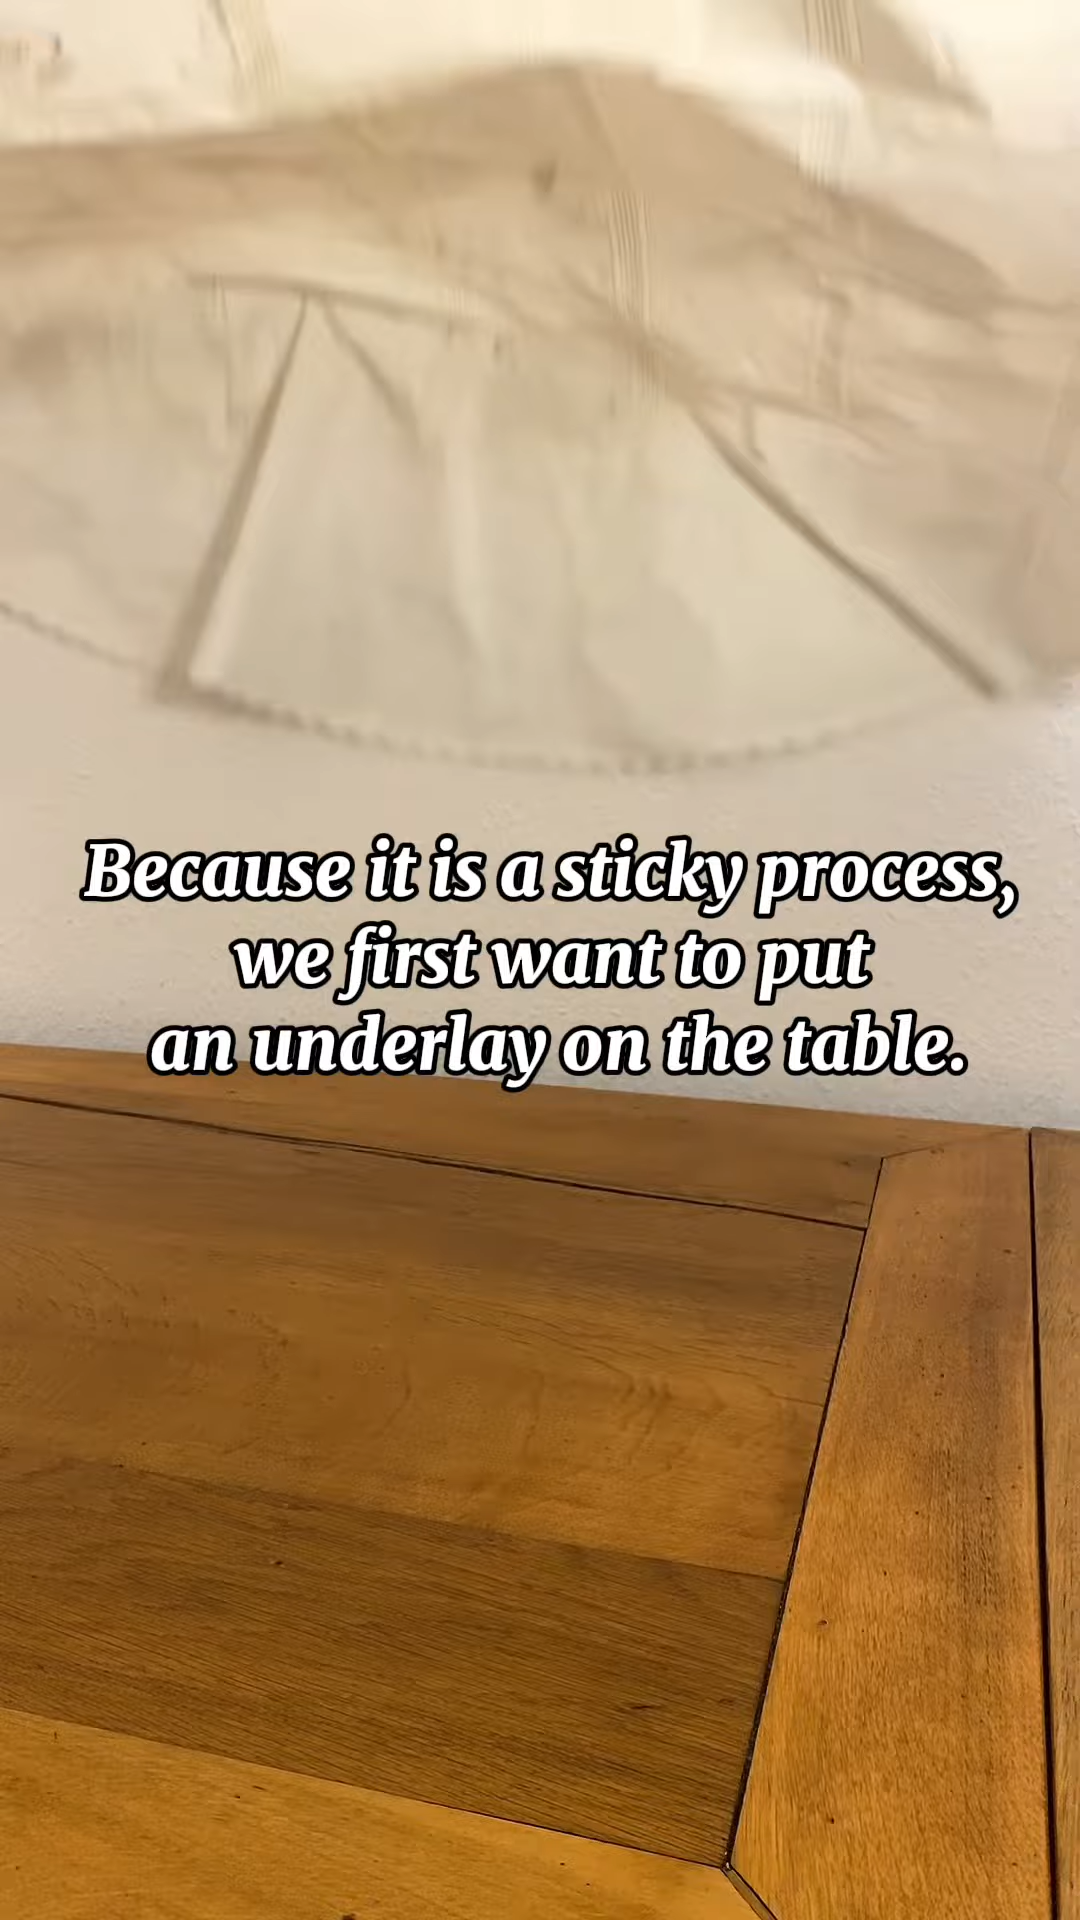 Because it is a sticky process,
we first want to put
an underlay on the table.